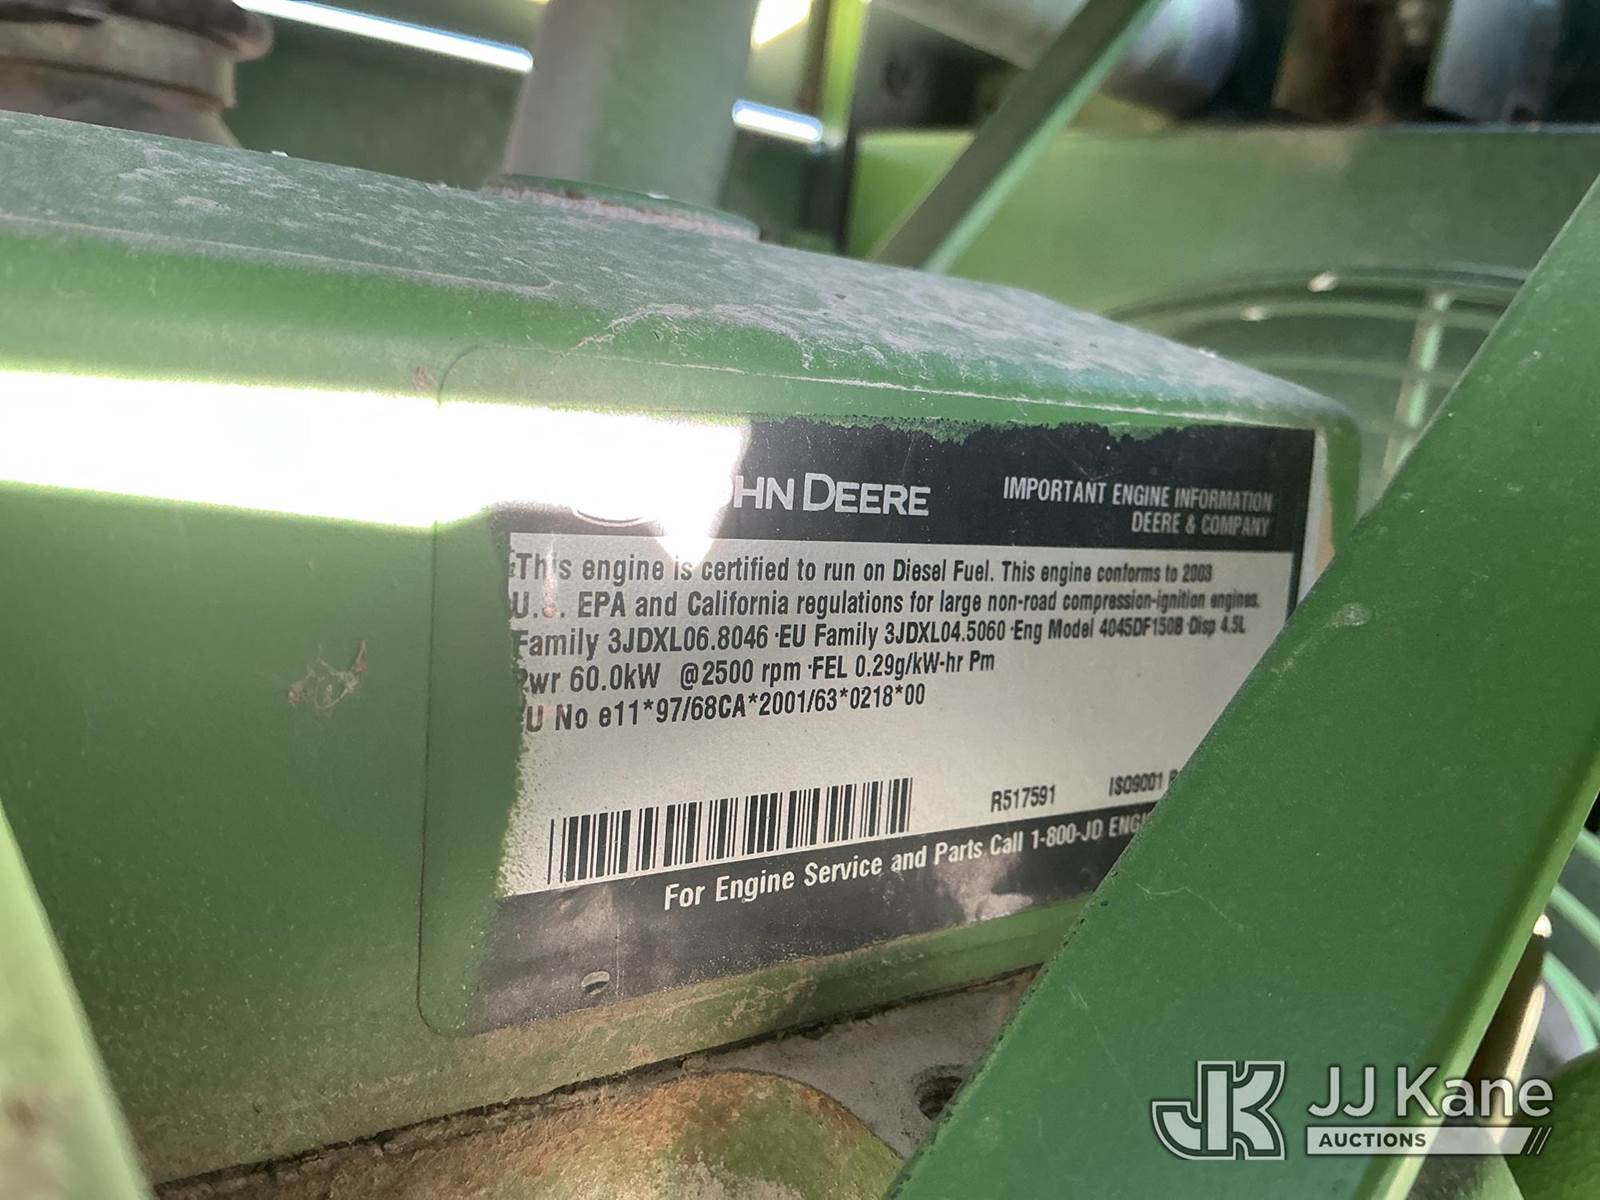 JOHN DEERE
IMPORTANT ENGINE INFORMATION
DEERE & COMPANY
This engine is certified to run on Diesel Fuel. This engine conforms to 2003
U.S. EPA and California regulations for large non-road compression-ignition engines.
Family 3JDXL06.8046 ·EU Family 3JDXL04.5060 ·Eng Model 4045DF150B ·Disp 4.5L
Pwr 60.0kW @2500 rpm ·FEL 0.29g/kW-hr Pm
U No e11*97/68CA*2001/63*0218*00
R517591
ISO9001
For Engine Service and Parts Call 1-800-JD ENGI
JJ Kane
AUCTIONS